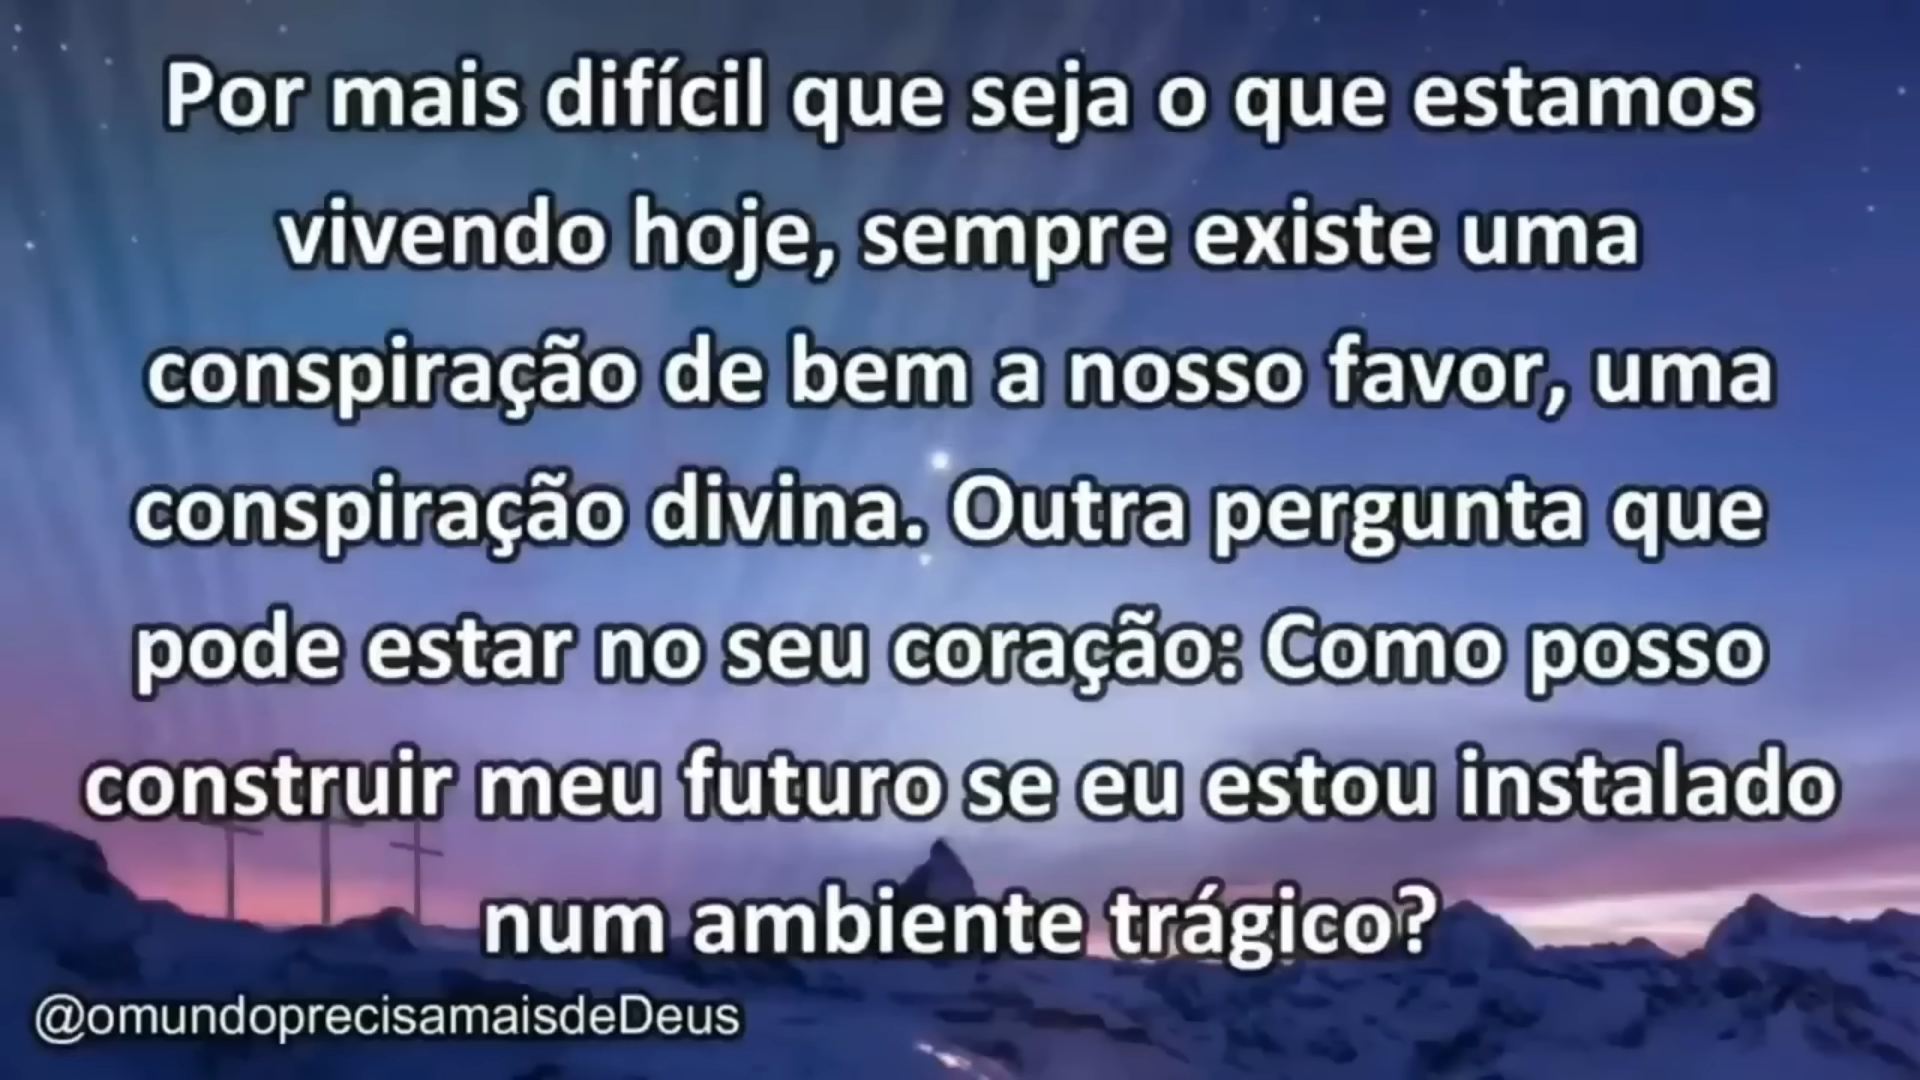 Por mais difícil que seja o que estamos
vivendo hoje, sempre existe uma
conspiração de bem a nosso favor, uma
conspiração divina. Outra pergunta que
pode estar no seu coração: Como posso
construir meu futuro se eu estou instalado
num ambiente trágico?
@omundoprecisamaisdeDeus